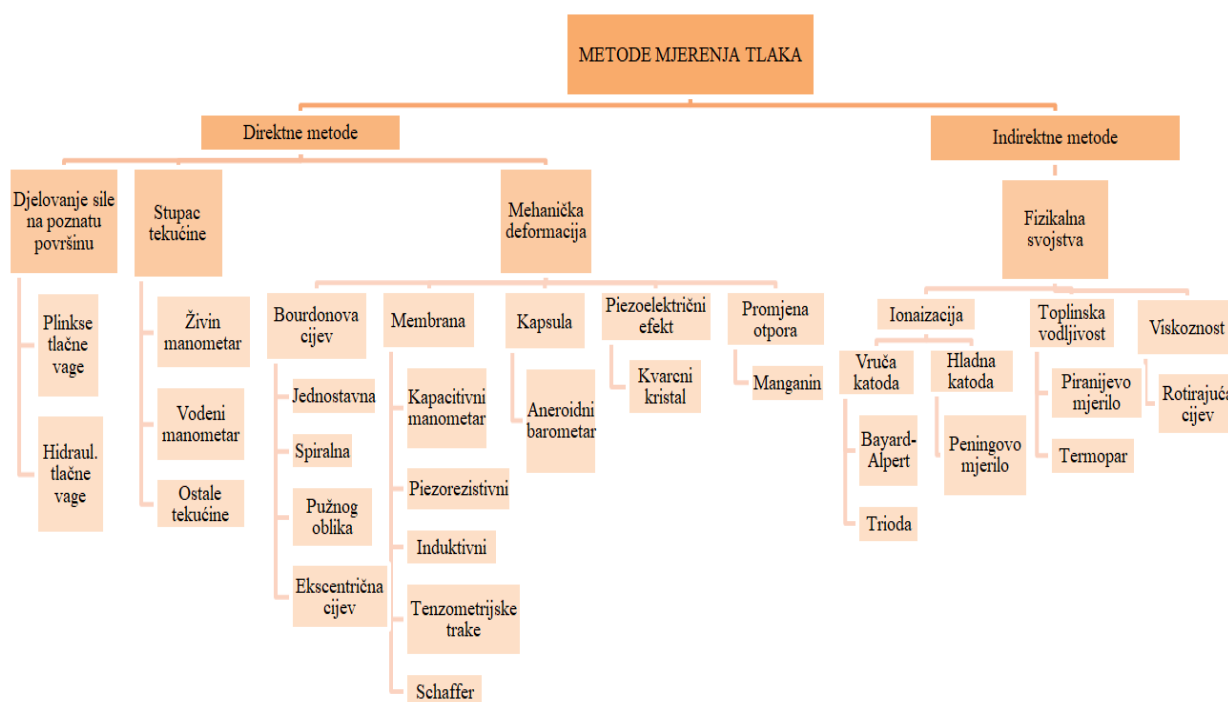 METODE MJERENJA TLAKA
Direktne metode
Indirektne metode
Djelovanje sile
na poznatu
površinu
Stupac
tekućine
Mehanička
deformacija
Fizikalna
svojstva
Plinkse
tlačne
vage
Hidraul.
tlačne
vage
Živin
manometar
Vodeni
manometar
Ostale
tekućine
Bourdonova
cijev
Jednostavna
Spiralna
Pužnog
oblika
Ekscentrična
cijev
Membrana
Kapacitivni
manometar
Piezorezistivni
Induktivni
Tenzometrijske
trake
Schaffer
Kapsula
Aneroidni
barometar
Piezoelektrični
efekt
Kvarcni
kristal
Promjena
otpora
Manganin
Ionaizacija
Vruča
katoda
Bayard-
Alpert
Trioda
Hladna
katoda
Peningovo
mjerilo
Toplinska
vodljivost
Piranijevo
mjerilo
Termopar
Viskoznost
Rotirajuća
cijev